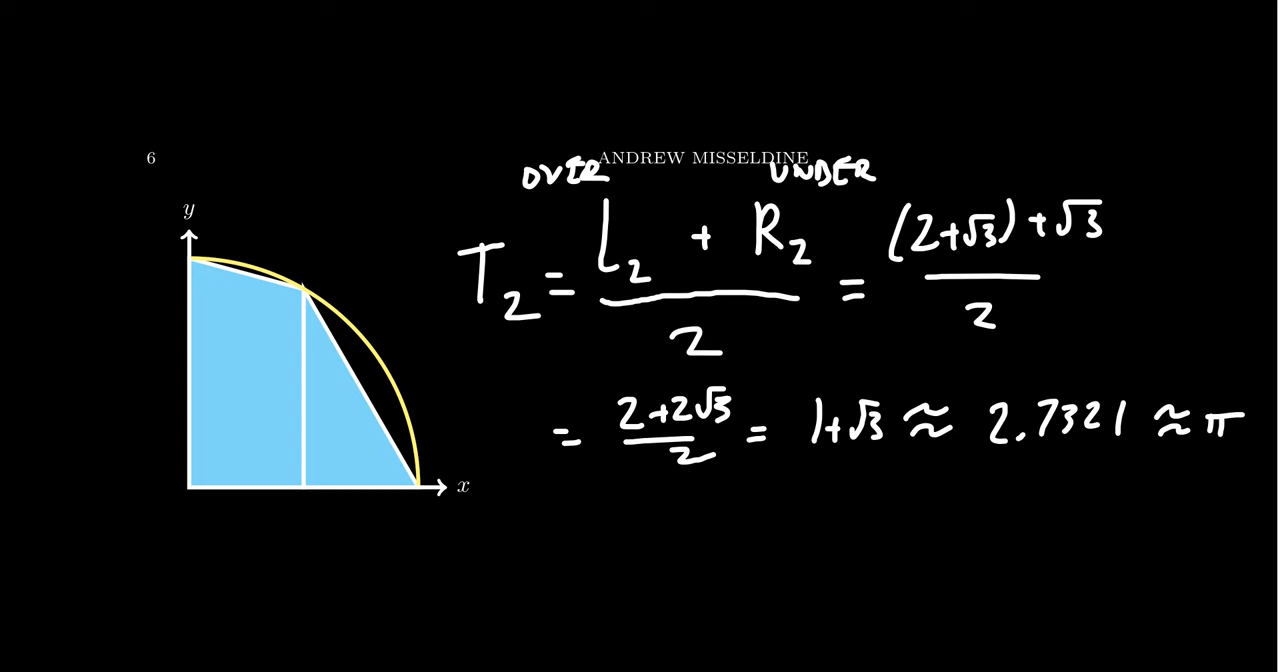 6 ANDREW MISSELDINE
OVER UNDER
y
T₂ = (L₂ + R₂)/2 = ((2+√3)+√3)/2
= (2+2√3)/2 = 1+√3 ≈ 2.7321 ≈ π
x